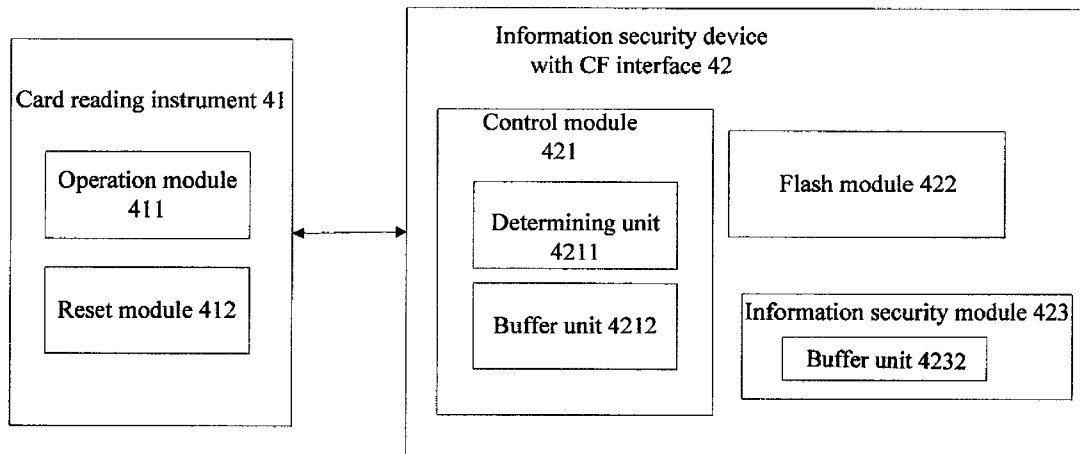 Card reading instrument 41
Operation module
411
Reset module 412
Information security device
with CF interface 42
Control module
421
Determining unit
4211
Buffer unit 4212
Flash module 422
Information security module 423
Buffer unit 4232